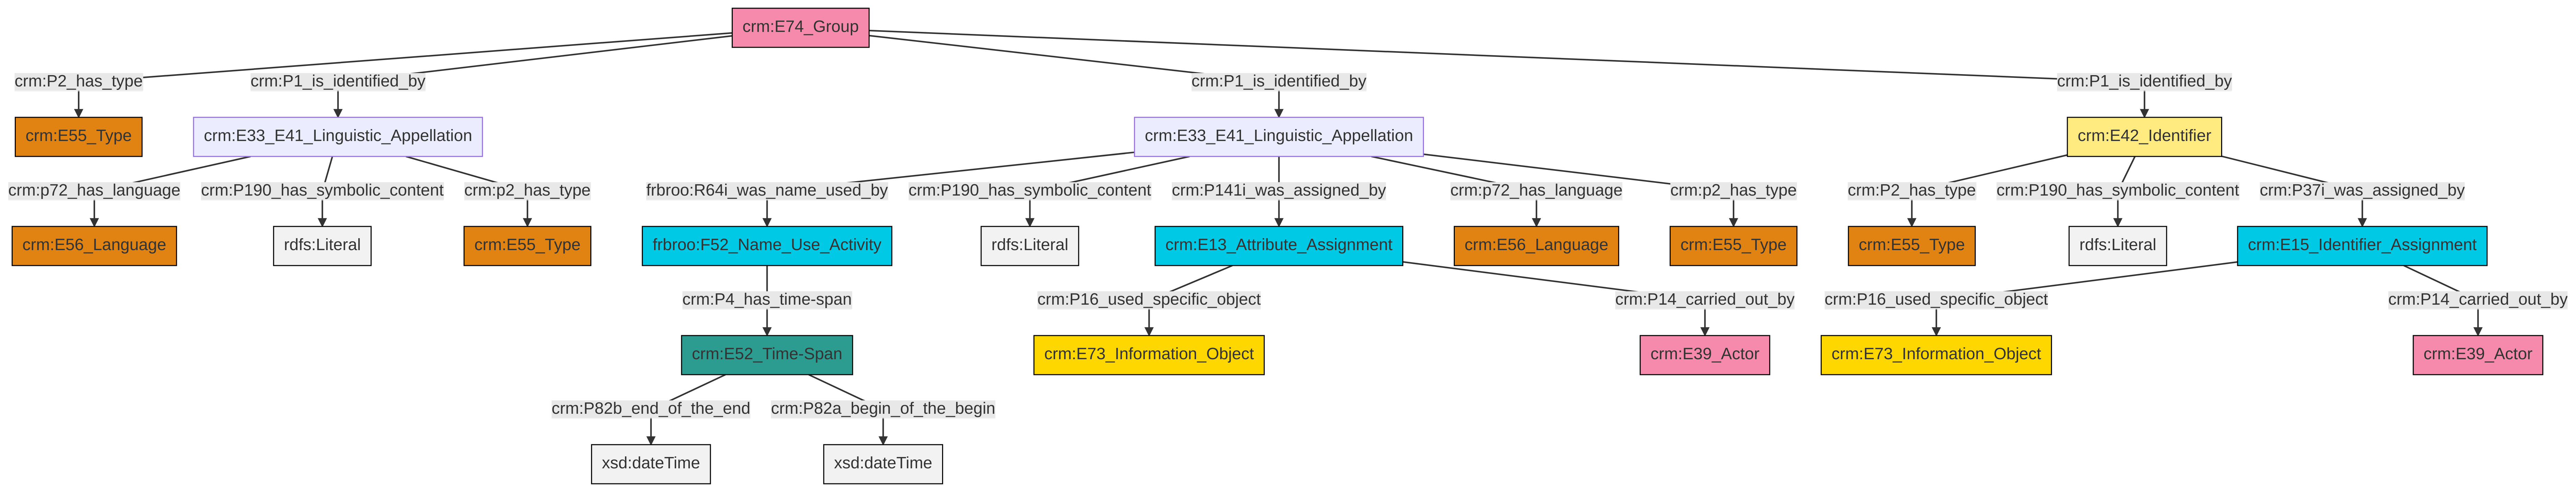 crm:E74_Group
crm:P2_has_type
crm:P1_is_identified_by
crm:P1_is_identified_by
crm:P1_is_identified_by
crm:E55_Type
crm:E33_E41_Linguistic_Appellation
crm:E33_E41_Linguistic_Appellation
crm:E42_Identifier
crm:p72_has_language
crm:P190_has_symbolic_content
crm:p2_has_type
frbroo:R64i_was_name_used_by
crm:P190_has_symbolic_content
crm:P141i_was_assigned_by
crm:p72_has_language
crm:p2_has_type
crm:P2_has_type
crm:P190_has_symbolic_content
crm:P37i_was_assigned_by
crm:E56_Language
rdfs:Literal
crm:E55_Type
frbroo:F52_Name_Use_Activity
rdfs:Literal
crm:E13_Attribute_Assignment
crm:E56_Language
crm:E55_Type
crm:E55_Type
rdfs:Literal
crm:E15_Identifier_Assignment
crm:P4_has_time-span
crm:P16_used_specific_object
crm:P14_carried_out_by
crm:P16_used_specific_object
crm:P14_carried_out_by
crm:E52_Time-Span
crm:E73_Information_Object
crm:E39_Actor
crm:E73_Information_Object
crm:E39_Actor
crm:P82b_end_of_the_end
crm:P82a_begin_of_the_begin
xsd:dateTime
xsd:dateTime